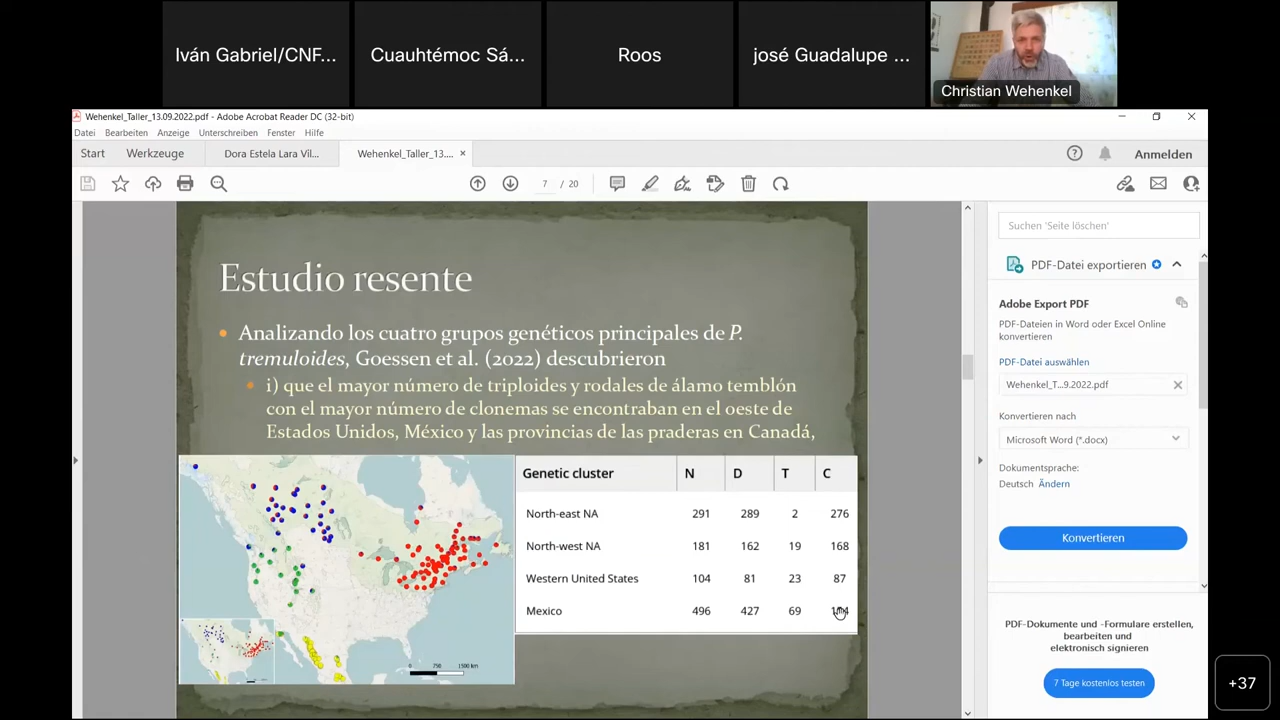 Iván Gabriel/CNF...
Cuauhtémoc Sá...
Roos
josé Guadalupe ...
Christian Wehenkel
Wehenkel_Taller_13.09.2022.pdf - Adobe Acrobat Reader DC (32-bit)
Datei Bearbeiten Anzeige Unterschreiben Fenster Hilfe
Start Werkzeuge Dora Estela Lara Vil... Wehenkel_Taller_13.... × Anmelden
7 / 20
Estudio resente
• Analizando los cuatro grupos genéticos principales de P.
tremuloides, Goessen et al. (2022) descubrieron
• i) que el mayor número de triploides y rodales de álamo temblón
con el mayor número de clonemas se encontraban en el oeste de
Estados Unidos, México y las provincias de las praderas en Canadá,
Genetic cluster N D T C
North-east NA 291 289 2 276
North-west NA 181 162 19 168
Western United States 104 81 23 87
Mexico 496 427 69
0 750 1500 km
Suchen 'Seite löschen'
PDF-Datei exportieren
Adobe Export PDF
PDF-Dateien in Word oder Excel Online
konvertieren
PDF-Datei auswählen
Wehenkel_T...9.2022.pdf
Konvertieren nach
Microsoft Word (*.docx)
Dokumentsprache:
Deutsch Ändern
Konvertieren
PDF-Dokumente und -Formulare erstellen,
bearbeiten und
elektronisch signieren
7 Tage kostenlos testen
+37